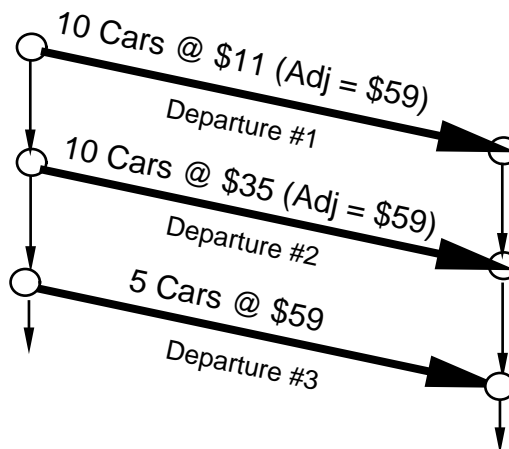 10 Cars @ $11 (Adj = $59)
Departure #1
10 Cars @ $35 (Adj = $59)
Departure #2
5 Cars @ $59
Departure #3